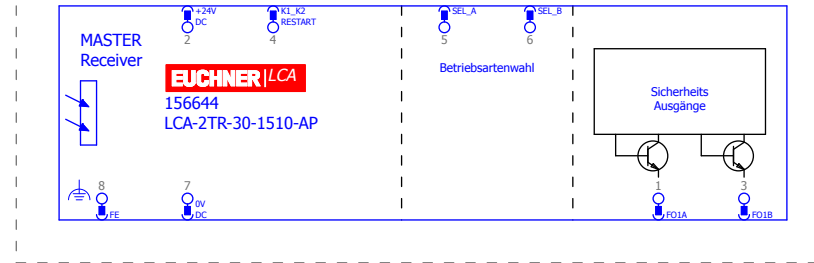 +24V
DC
2
K1_K2
RESTART
4
SEL_A
5
SEL_B
6
MASTER
Receiver
EUCHNER LCA
156644
LCA-2TR-30-1510-AP
Betriebsartenwahl
Sicherheits
Ausgänge
8
FE
7
0V
DC
1
FO1A
3
FO1B